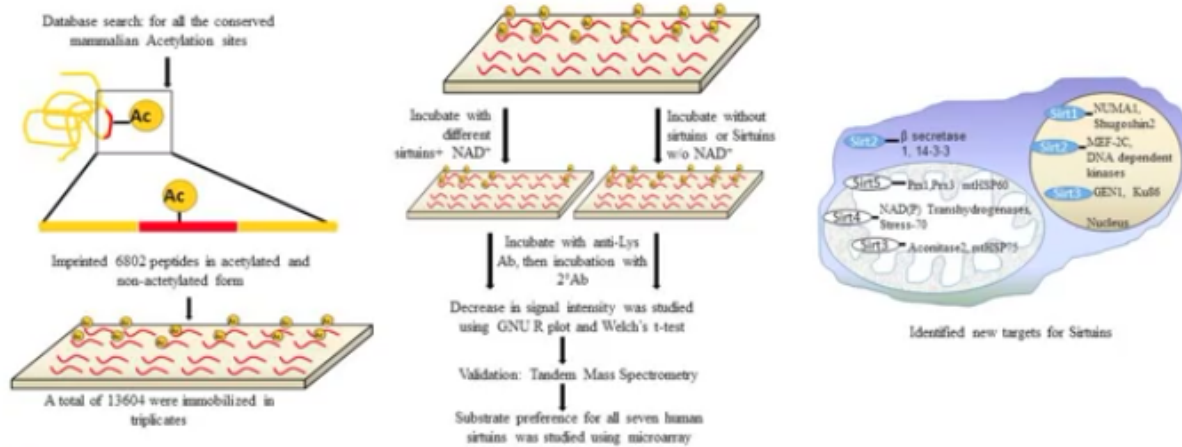 Database search: for all the conserved
mammalian Acetylation sites
Ac
Ac
Imprinted 6802 peptides in acetylated and
non-actetylated form
A total of 13604 were immobilized in
triplicates
Incubate with
different
sirtuins+ NAD⁺
Incubate without
sirtuins or Sirtuins
w/o NAD⁺
Incubate with anti-Lys
Ab, then incubation with
2°Ab
Decrease in signal intensity was studied
using GNU R plot and Welch's t-test
Validation: Tandem Mass Spectrometry
Substrate preference for all seven human
sirtuins was studied using microarray
Sirt1
NUMA1,
Shugoshin2
Sirt2
β secretase
1, 14-3-3
Sirt2
MEF-2C,
DNA dependent
kinases
Sirt3
GEN1, Ku86
Nucleus
Sirt5
Prx1,Prx3 mtHSP60
Sirt4
NAD(P) Transhydrogenases,
Stress-70
Sirt3
Aconitase2, mtHSP75
Identified new targets for Sirtuins